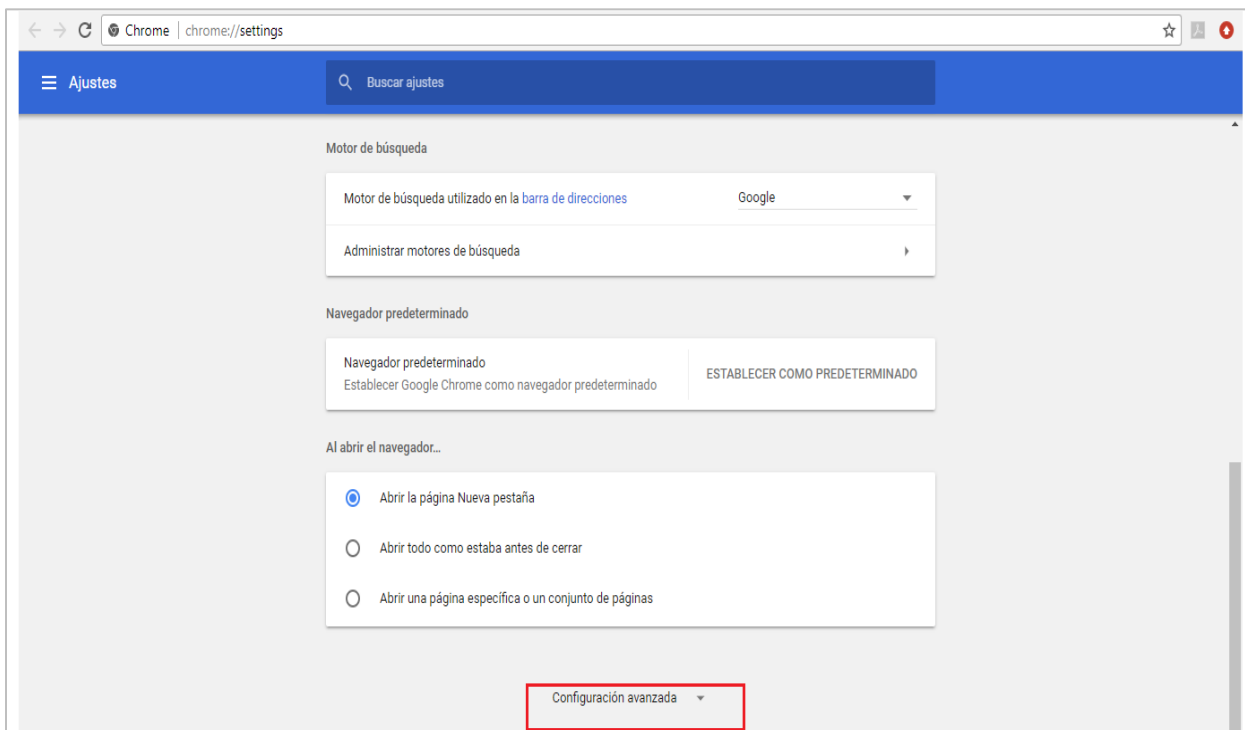 Chrome | chrome://settings
Ajustes
Buscar ajustes
Motor de búsqueda
Motor de búsqueda utilizado en la barra de direcciones
Google
Administrar motores de búsqueda
Navegador predeterminado
Navegador predeterminado
Establecer Google Chrome como navegador predeterminado
ESTABLECER COMO PREDETERMINADO
Al abrir el navegador...
Abrir la página Nueva pestaña
Abrir todo como estaba antes de cerrar
Abrir una página específica o un conjunto de páginas
Configuración avanzada